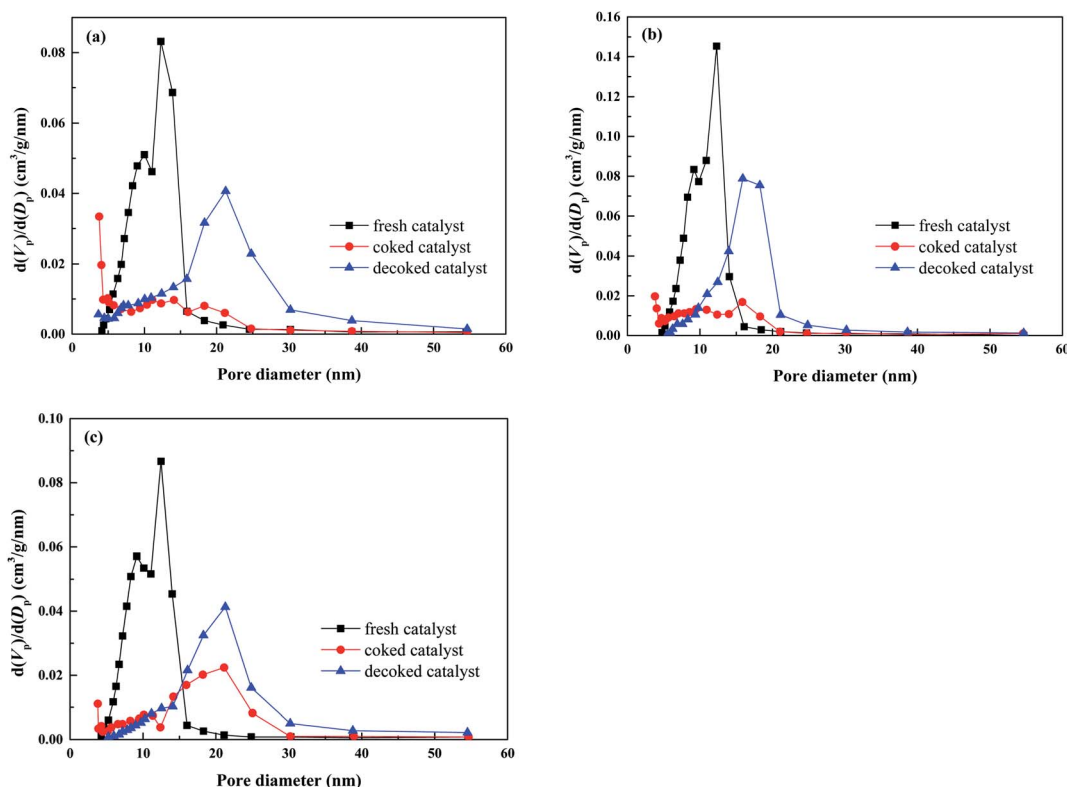 (a)
0.08
0.06
0.04
0.02
0.00
d(Vₚ)/d(Dₚ) (cm³/g/nm)
fresh catalyst
coked catalyst
decoked catalyst
0 10 20 30 40 50 60
Pore diameter (nm)
(b)
0.16
0.14
0.12
0.10
0.08
0.06
0.04
0.02
0.00
d(Vₚ)/d(Dₚ) (cm³/g/nm)
fresh catalyst
coked catalyst
decoked catalyst
0 10 20 30 40 50 60
Pore diameter (nm)
(c)
0.10
0.08
0.06
0.04
0.02
0.00
d(Vₚ)/d(Dₚ) (cm³/g/nm)
fresh catalyst
coked catalyst
decoked catalyst
0 10 20 30 40 50 60
Pore diameter (nm)